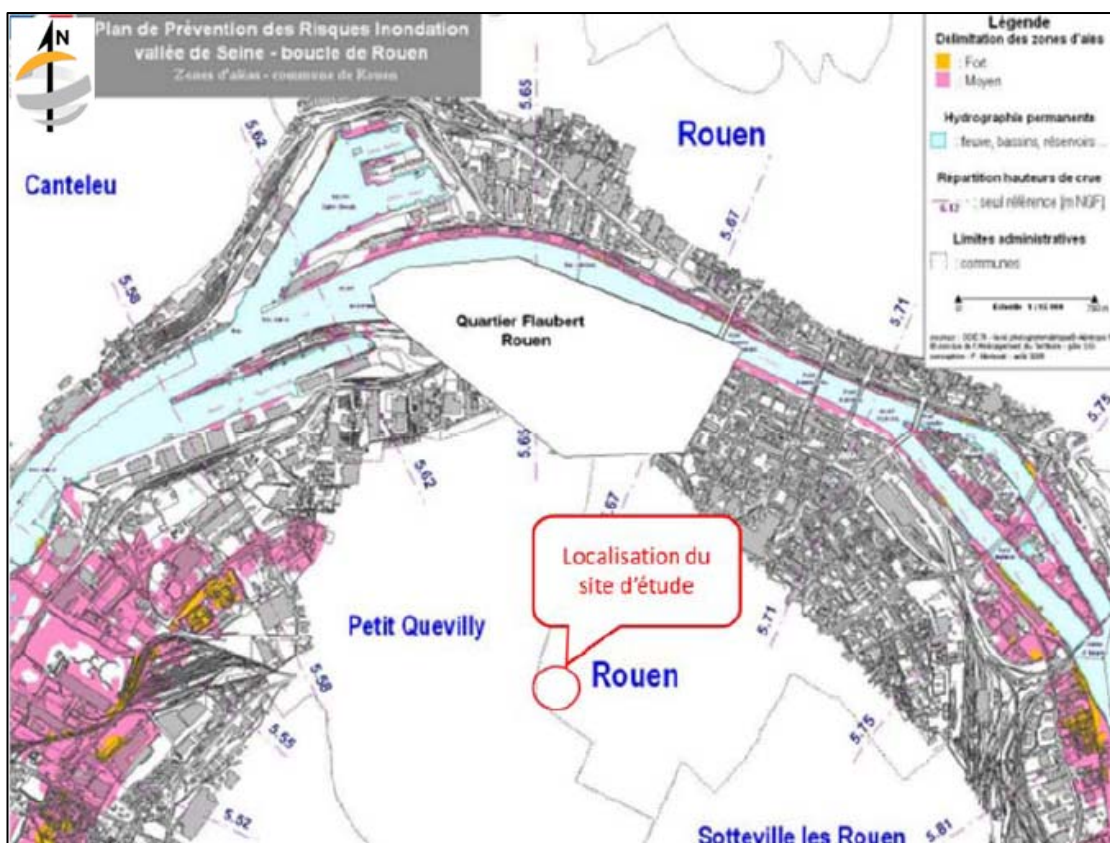 N
Plan de Prévention des Risques Inondation
vallée de Seine - boucle de Rouen
Zones d'aléas - commune de Rouen
Légende
Délimitation des zones d'aléas
: Fort
: Moyen
Hydrographie permanente
: fleuve, bassins, réservoirs ...
Répartition hauteurs de crue
: seuil référence [m NGF]
Limites administratives
: communes
0
Echelle
5.65
5.62
Rouen
Canteleu
5.67
5.58
5.71
Quartier Flaubert
Rouen
5.75
5.65
5.62
5.67
Localisation du
site d'étude
5.71
Petit Quevilly
Rouen
5.58
5.55
5.75
5.52
Sotteville les Rouen
5.81